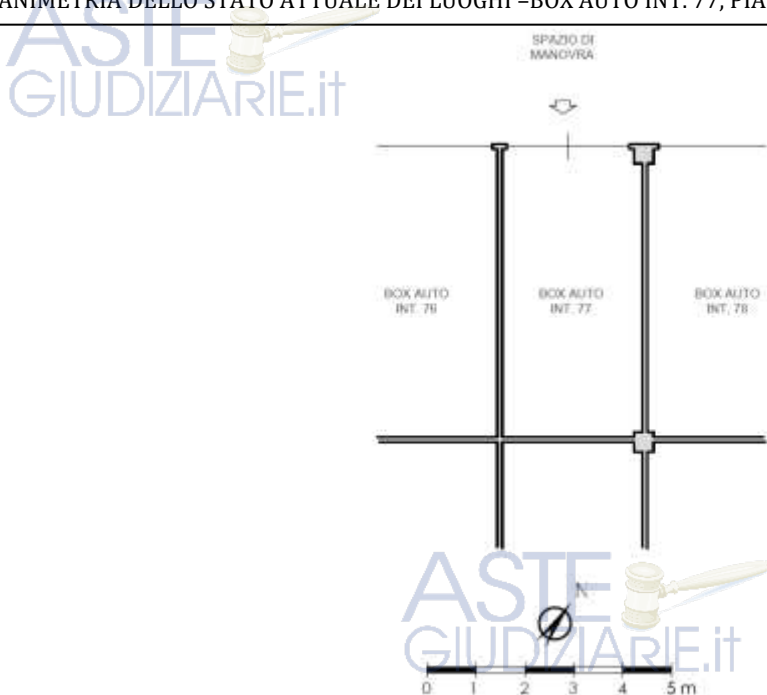 ANIMETRIA DELLO STATO ATTUALE DEI LUOGHI –BOX AUTO INT. 77, PIA
ASTE
GIUDIZIARIE.it
SPAZIO DI
MANOVRA
BOX AUTO
INT. 76
BOX AUTO
INT. 77
BOX AUTO
INT. 78
ASTE
N
GIUDIZIARIE.it
0 1 2 3 4 5 m